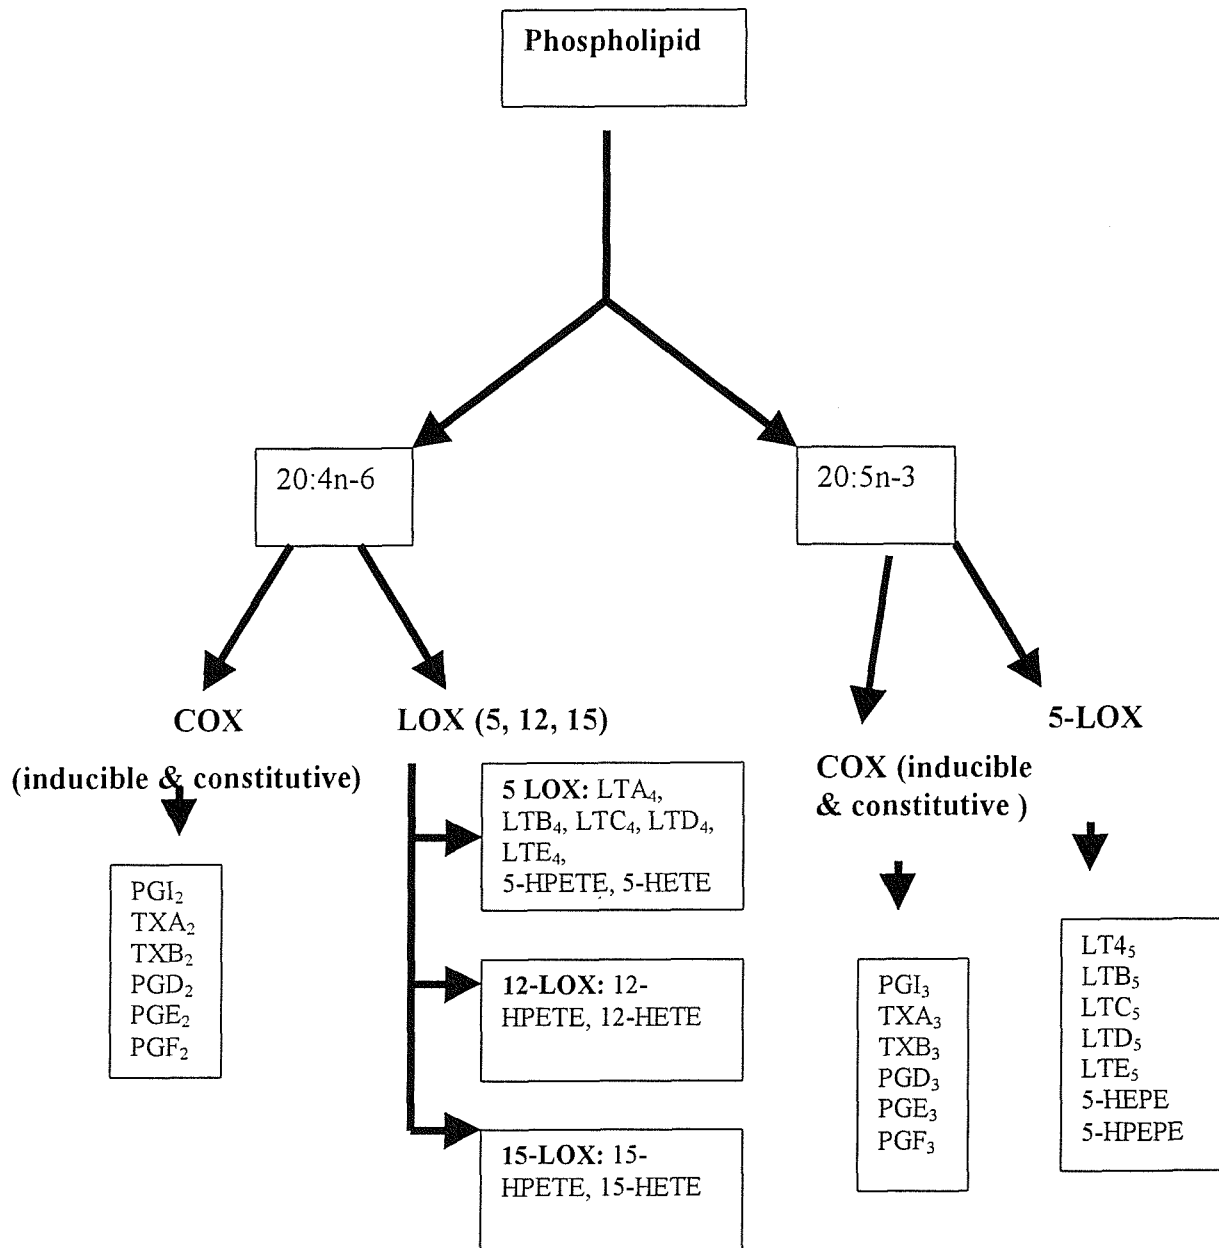 Phospholipid
20:4n-6
20:5n-3
COX
(inducible & constitutive)
LOX (5, 12, 15)
COX (inducible
& constitutive )
5-LOX
PGI₂
TXA₂
TXB₂
PGD₂
PGE₂
PGF₂
5 LOX: LTA₄,
LTB₄, LTC₄, LTD₄,
LTE₄,
5-HPETE, 5-HETE
12-LOX: 12-
HPETE, 12-HETE
15-LOX: 15-
HPETE, 15-HETE
PGI₃
TXA₃
TXB₃
PGD₃
PGE₃
PGF₃
LT4₅
LTB₅
LTC₅
LTD₅
LTE₅
5-HEPE
5-HPEPE